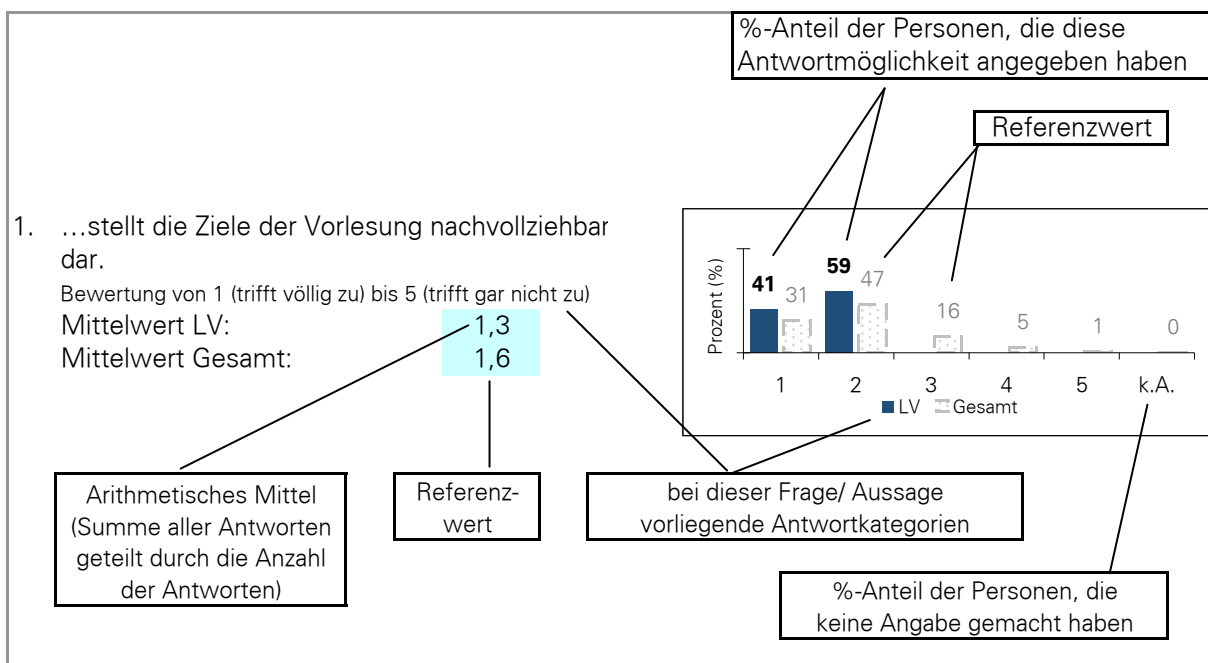 %-Anteil der Personen, die diese
Antwortmöglichkeit angegeben haben
Referenzwert
1. …stellt die Ziele der Vorlesung nachvollziehbar
dar.
Bewertung von 1 (trifft völlig zu) bis 5 (trifft gar nicht zu)
Mittelwert LV: 1,3
Mittelwert Gesamt: 1,6
Prozent (%)
41 31 59 47 16 5 1 0
1 2 3 4 5 k.A.
LV Gesamt
Arithmetisches Mittel
(Summe aller Antworten
geteilt durch die Anzahl
der Antworten)
Referenz-
wert
bei dieser Frage/ Aussage
vorliegende Antwortkategorien
%-Anteil der Personen, die
keine Angabe gemacht haben